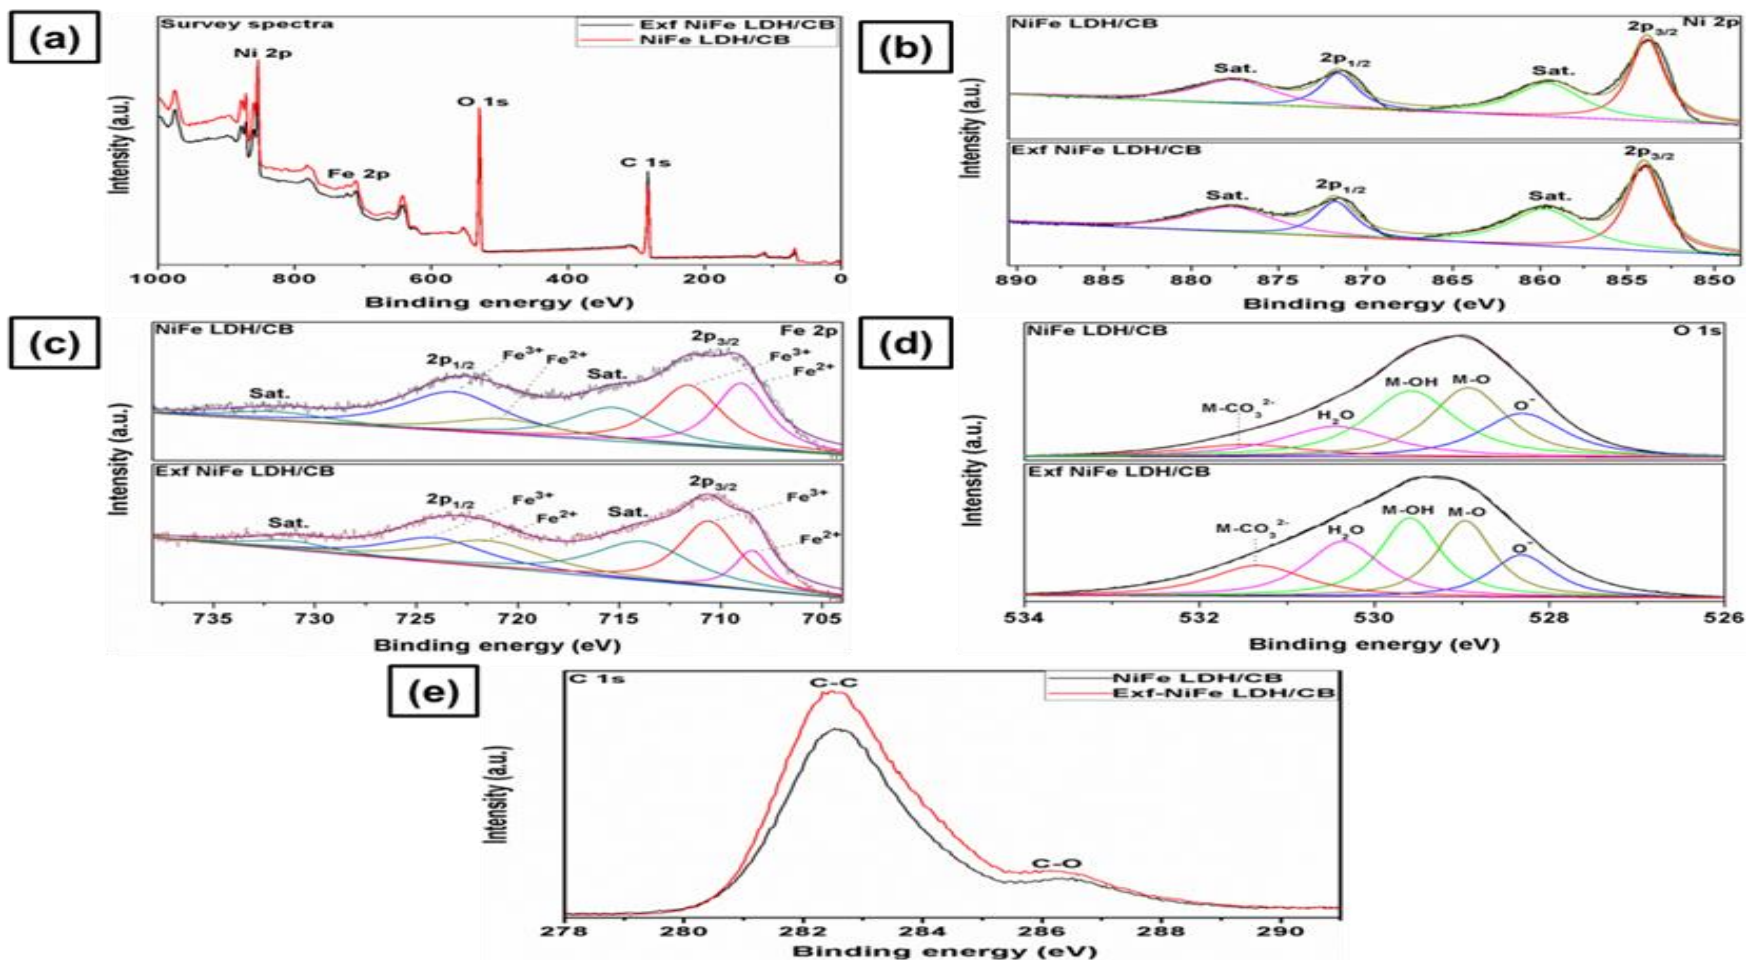 (a)
Survey spectra
Exf NiFe LDH/CB
NiFe LDH/CB
Ni 2p
O 1s
C 1s
Fe 2p
Intensity (a.u.)
1000 800 600 400 200 0
Binding energy (eV)
(b)
NiFe LDH/CB
Ni 2p
2p3/2
2p1/2
Sat.
Sat.
Exf NiFe LDH/CB
2p3/2
2p1/2
Sat.
Sat.
Intensity (a.u.)
890 885 880 875 870 865 860 855 850
Binding energy (eV)
(c)
NiFe LDH/CB
Fe 2p
2p3/2
2p1/2
Fe3+
Fe2+
Fe3+
Fe2+
Sat.
Sat.
Exf NiFe LDH/CB
2p3/2
2p1/2
Fe3+
Fe2+
Fe3+
Fe2+
Sat.
Sat.
Intensity (a.u.)
735 730 725 720 715 710 705
Binding energy (eV)
(d)
NiFe LDH/CB
O 1s
M-CO3 2-
H2O
M-OH
M-O
O-
Exf NiFe LDH/CB
M-CO3 2-
H2O
M-OH
M-O
O-
Intensity (a.u.)
534 532 530 528 526
Binding energy (eV)
(e)
C 1s
C-C
NiFe LDH/CB
Exf-NiFe LDH/CB
C-O
Intensity (a.u.)
278 280 282 284 286 288 290
Binding energy (eV)